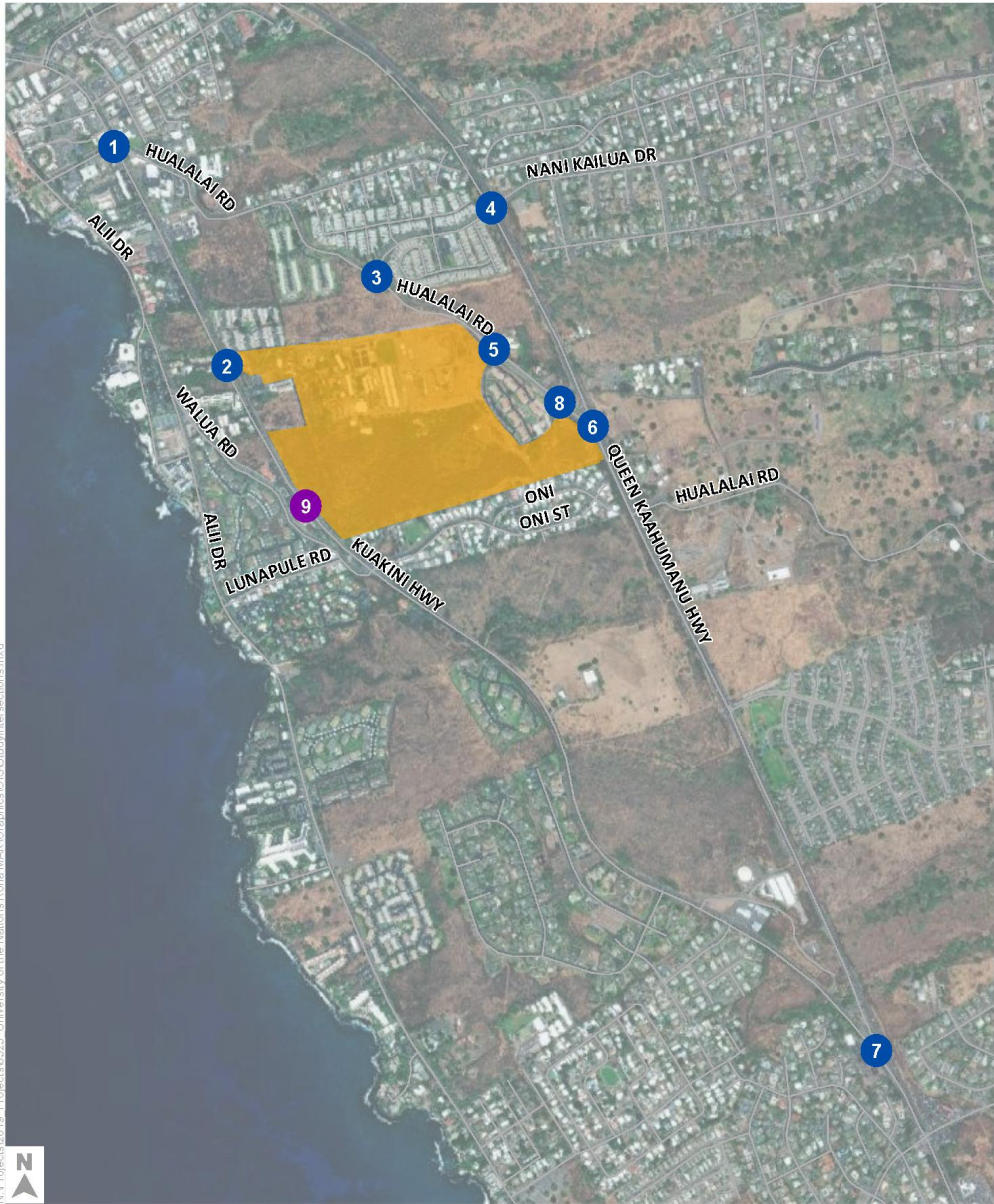 1
HUALALAI RD
NANI KAILUA DR
4
ALII DR
3
HUALALAI RD
5
2
WALUA RD
8
6
QUEEN KAAHUMANU HWY
HUALALAI RD
ONI
ONI ST
9
ALII DR
LUNAPULE RD
KUAKINI HWY
7
N